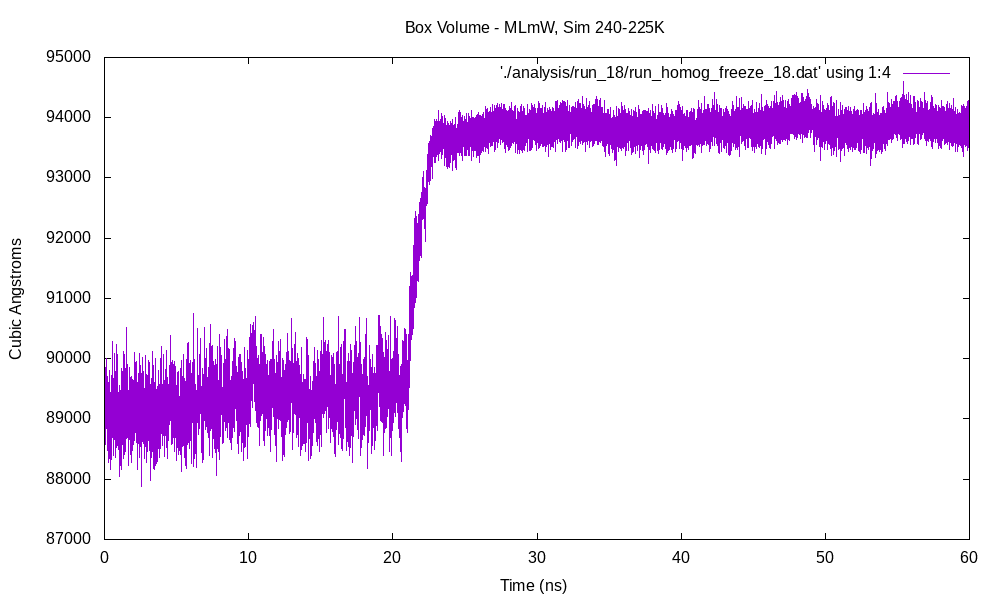 Box Volume - MLmW, Sim 240-225K
'./analysis/run_18/run_homog_freeze_18.dat' using 1:4
95000
94000
93000
92000
91000
90000
89000
88000
87000
Cubic Angstroms
0 10 20 30 40 50 60
Time (ns)